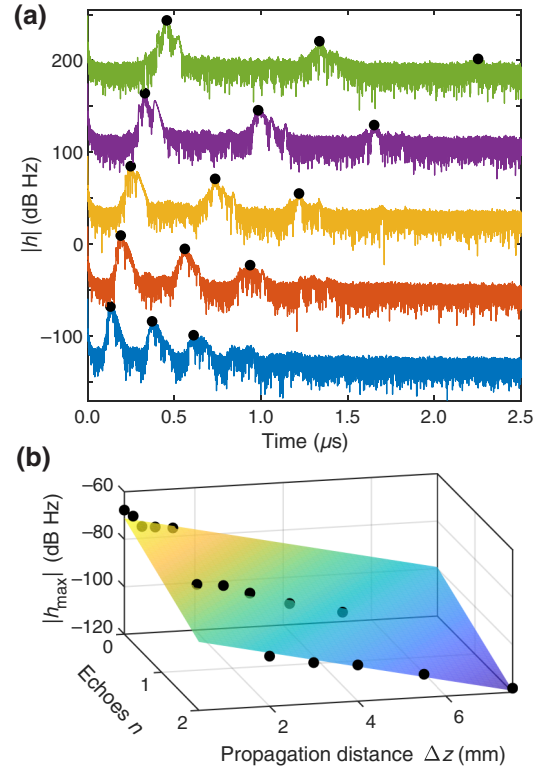 (a)
200
100
0
−100
|h| (dB Hz)
0.0 0.5 1.0 1.5 2.0 2.5
Time (μs)
(b)
−60
−80
−100
−120
|h_max| (dB Hz)
0 1 2
Echoes n
2 4 6
Propagation distance Δz (mm)